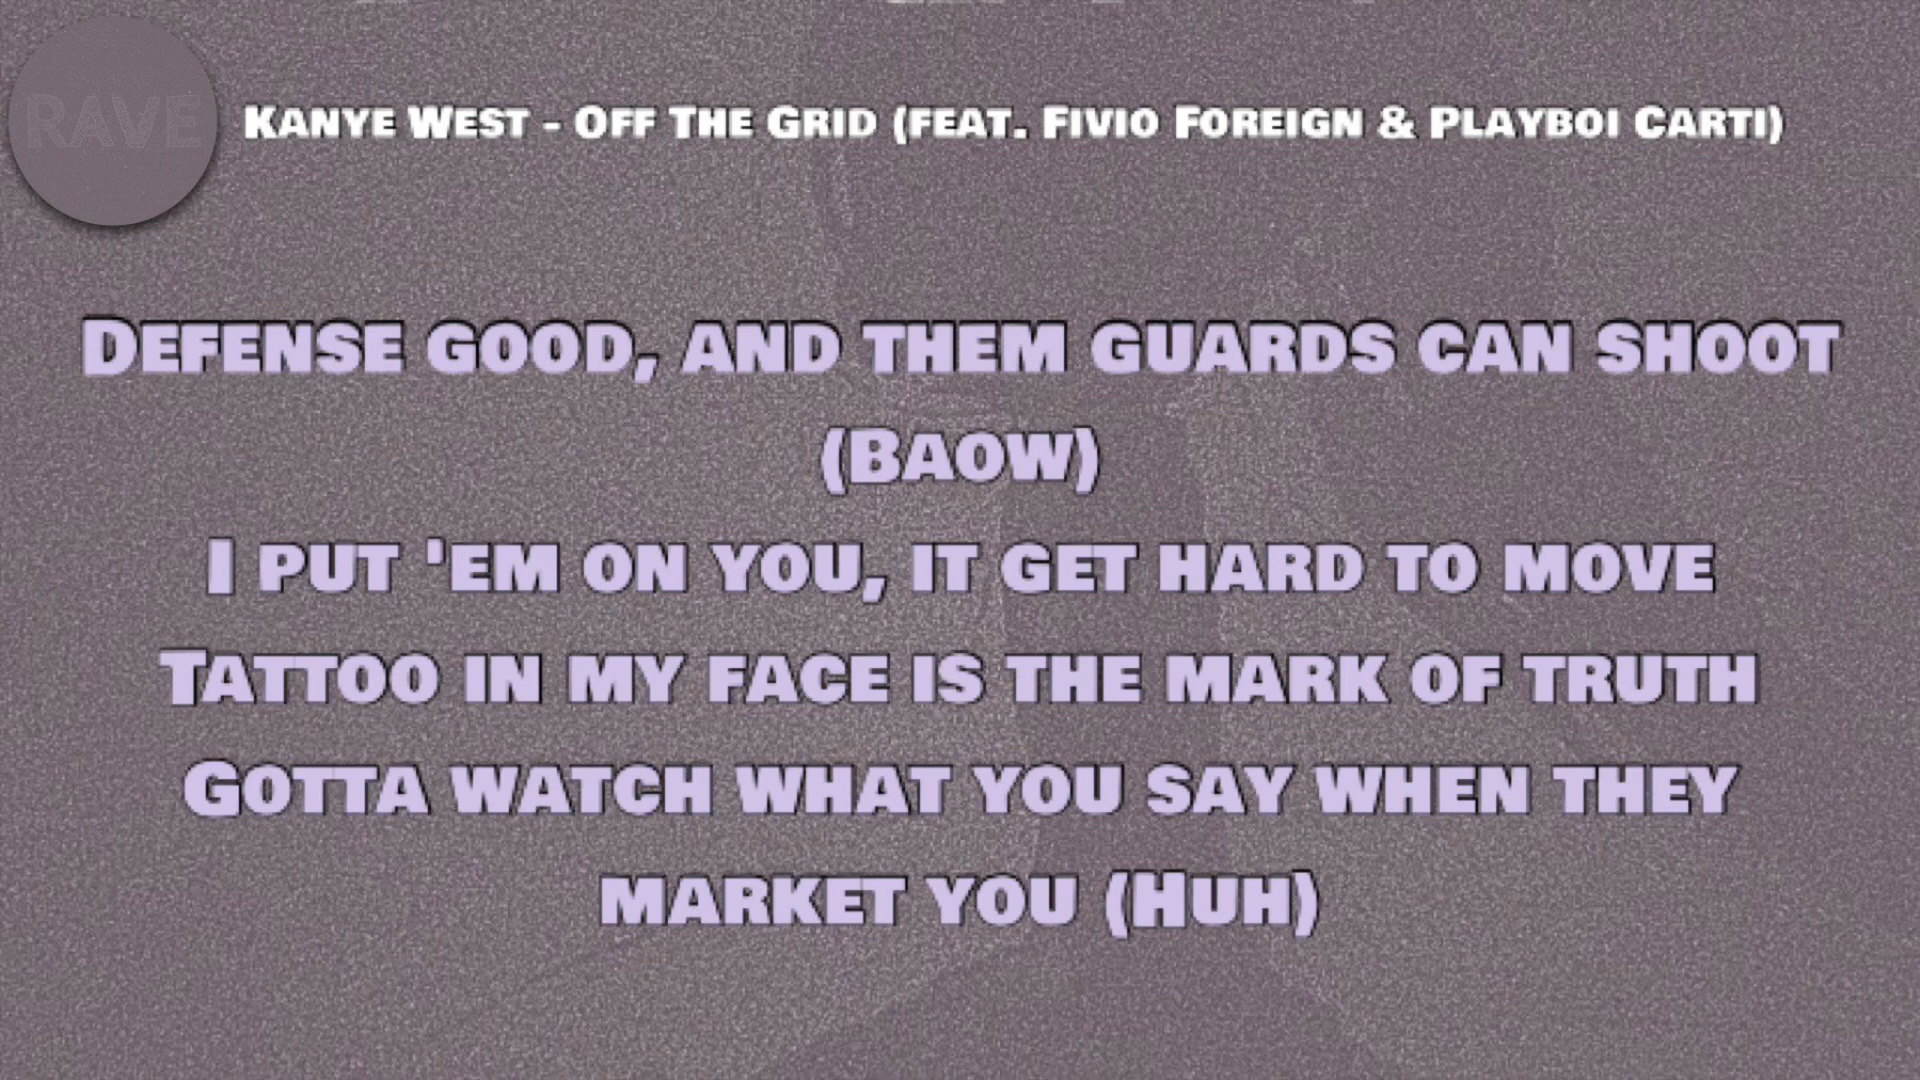 RAVE
Kanye West - Off The Grid (feat. Fivio Foreign & Playboi Carti)
Defense good, and them guards can shoot
(Baow)
I put 'em on you, it get hard to move
Tattoo in my face is the mark of truth
Gotta watch what you say when they
market you (Huh)